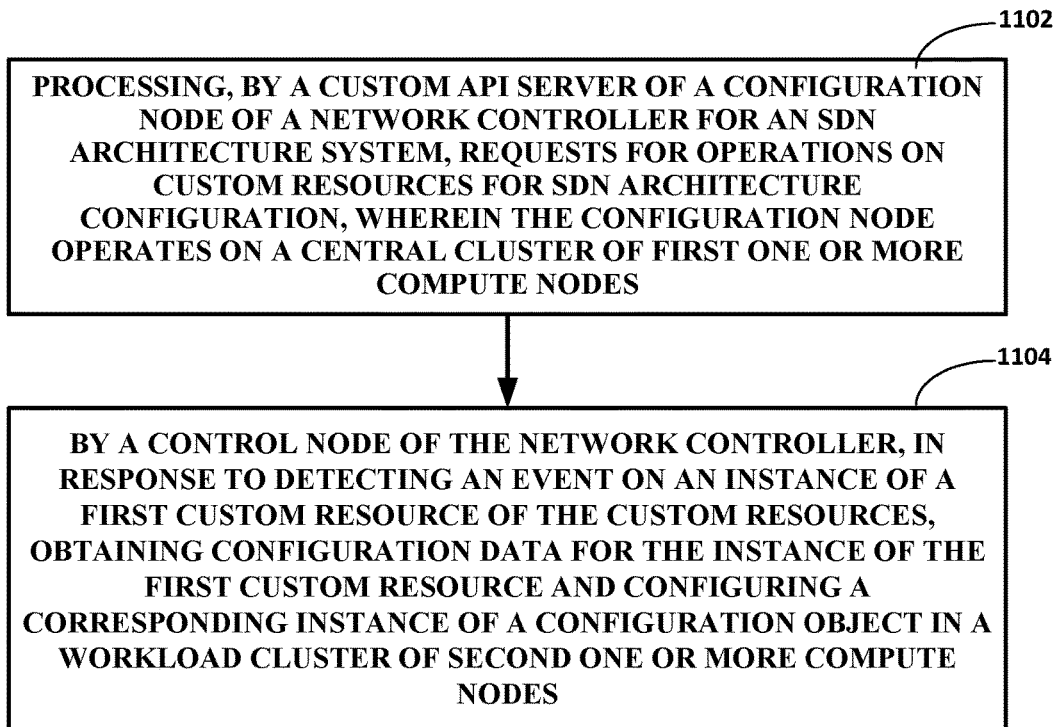 1102
PROCESSING, BY A CUSTOM API SERVER OF A CONFIGURATION
NODE OF A NETWORK CONTROLLER FOR AN SDN
ARCHITECTURE SYSTEM, REQUESTS FOR OPERATIONS ON
CUSTOM RESOURCES FOR SDN ARCHITECTURE
CONFIGURATION, WHEREIN THE CONFIGURATION NODE
OPERATES ON A CENTRAL CLUSTER OF FIRST ONE OR MORE
COMPUTE NODES
1104
BY A CONTROL NODE OF THE NETWORK CONTROLLER, IN
RESPONSE TO DETECTING AN EVENT ON AN INSTANCE OF A
FIRST CUSTOM RESOURCE OF THE CUSTOM RESOURCES,
OBTAINING CONFIGURATION DATA FOR THE INSTANCE OF THE
FIRST CUSTOM RESOURCE AND CONFIGURING A
CORRESPONDING INSTANCE OF A CONFIGURATION OBJECT IN A
WORKLOAD CLUSTER OF SECOND ONE OR MORE COMPUTE
NODES